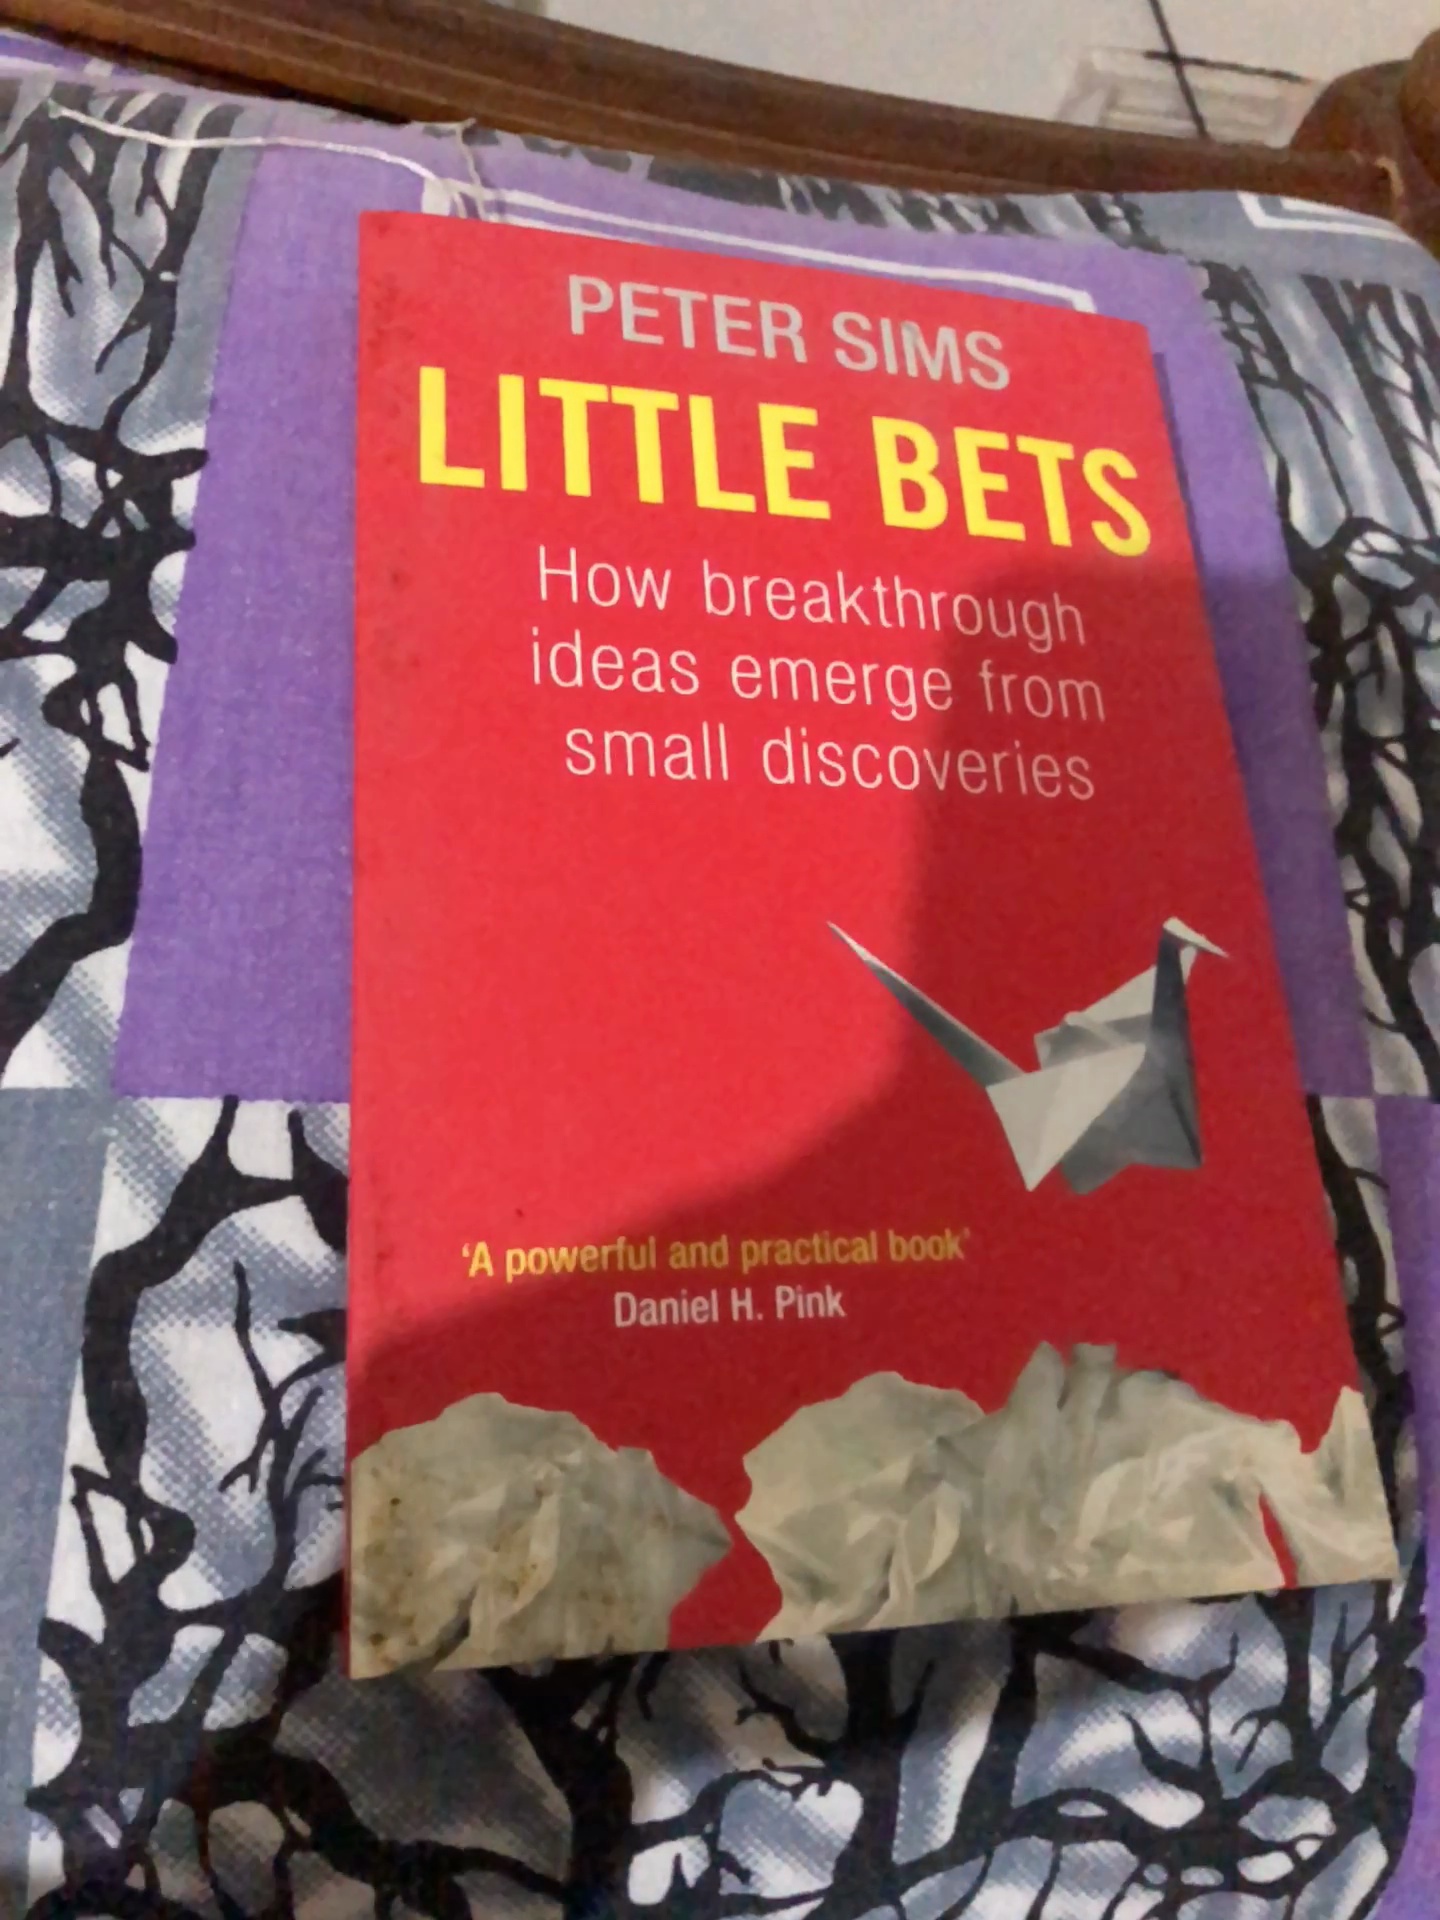 PETER SIMS
LITTLE BETS
How breakthrough
ideas emerge from
small discoveries
‘A powerful and practical book’
Daniel H. Pink